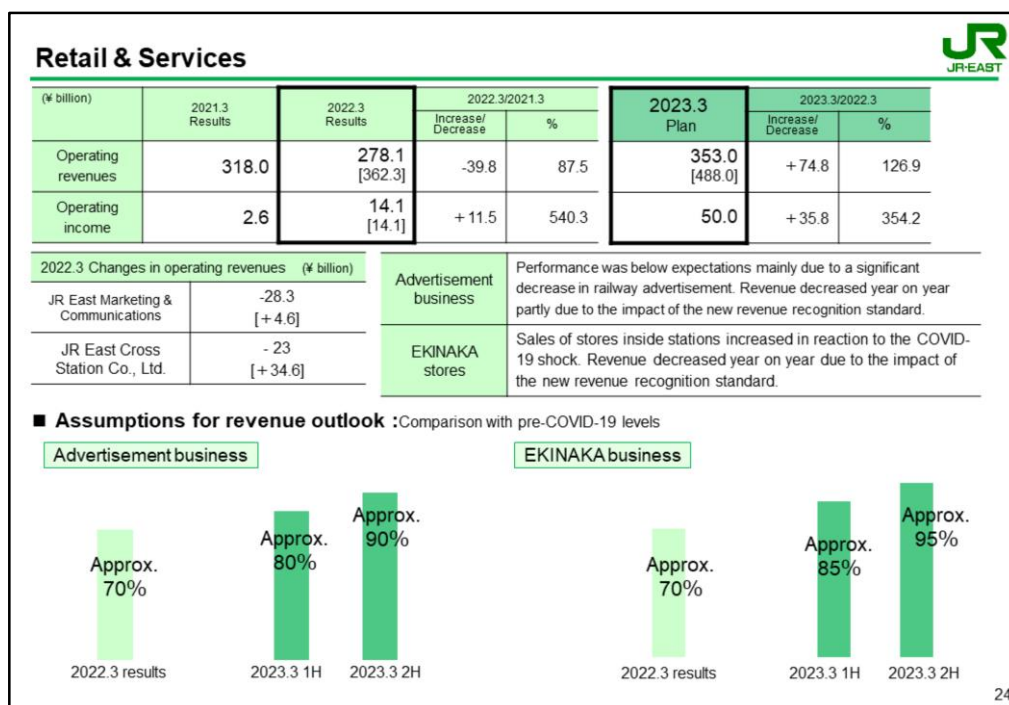 Retail & Services
JR
JR-EAST
(¥ billion)
2021.3
Results
2022.3
Results
2022.3/2021.3
Increase/
Decrease
%
2023.3
Plan
2023.3/2022.3
Increase/
Decrease
%
Operating
revenues
318.0
278.1
[362.3]
-39.8
87.5
353.0
[488.0]
+74.8
126.9
Operating
income
2.6
14.1
[14.1]
+11.5
540.3
50.0
+35.8
354.2
2022.3 Changes in operating revenues (¥ billion)
JR East Marketing &
Communications
-28.3
[+4.6]
JR East Cross
Station Co., Ltd.
- 23
[+34.6]
Advertisement
business
Performance was below expectations mainly due to a significant
decrease in railway advertisement. Revenue decreased year on year
partly due to the impact of the new revenue recognition standard.
EKINAKA
stores
Sales of stores inside stations increased in reaction to the COVID-
19 shock. Revenue decreased year on year due to the impact of
the new revenue recognition standard.
■ Assumptions for revenue outlook :Comparison with pre-COVID-19 levels
Advertisement business
Approx.
70%
Approx.
80%
Approx.
90%
2022.3 results
2023.3 1H
2023.3 2H
EKINAKA business
Approx.
70%
Approx.
85%
Approx.
95%
2022.3 results
2023.3 1H
2023.3 2H
24